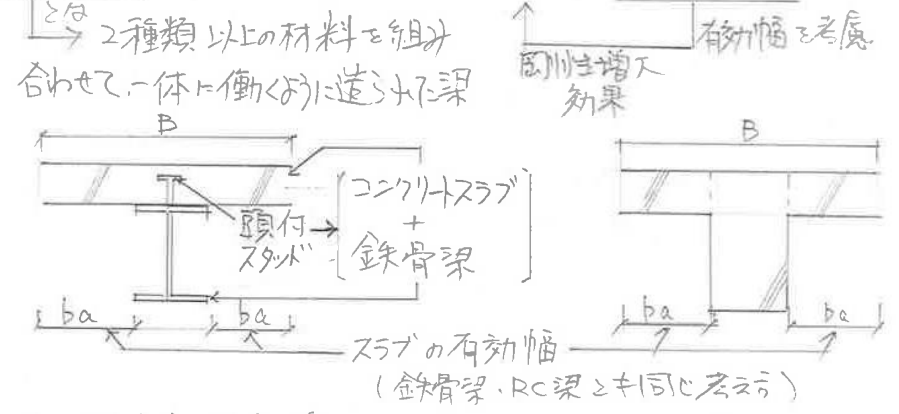 とは
2種類以上の材料を組み
合わせて、一体に働くように造られた梁
有効幅を考慮
剛性増大
効果
B
B
頭付
スタッド
コンクリートスラブ
+
鉄骨梁
ba
ba
ba
ba
スラブの有効幅
(鉄骨梁・RC梁とも同じ考え方)